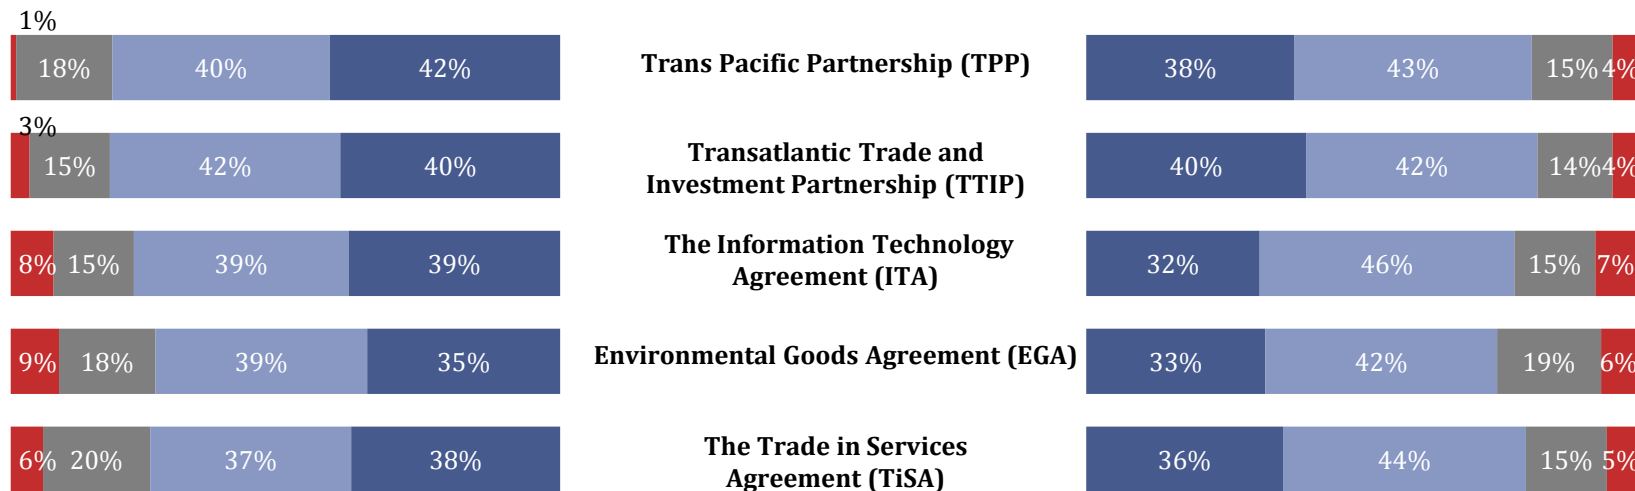 1%
18% 40% 42% Trans Pacific Partnership (TPP) 38% 43% 15% 4%
3%
15% 42% 40% Transatlantic Trade and 40% 42% 14% 4%
Investment Partnership (TTIP)
The Information Technology
8% 15% 39% 39% Agreement (ITA) 32% 46% 15% 7%
9% 18% 39% 35% Environmental Goods Agreement (EGA) 33% 42% 19% 6%
The Trade in Services
6% 20% 37% 38% Agreement (TiSA) 36% 44% 15% 5%